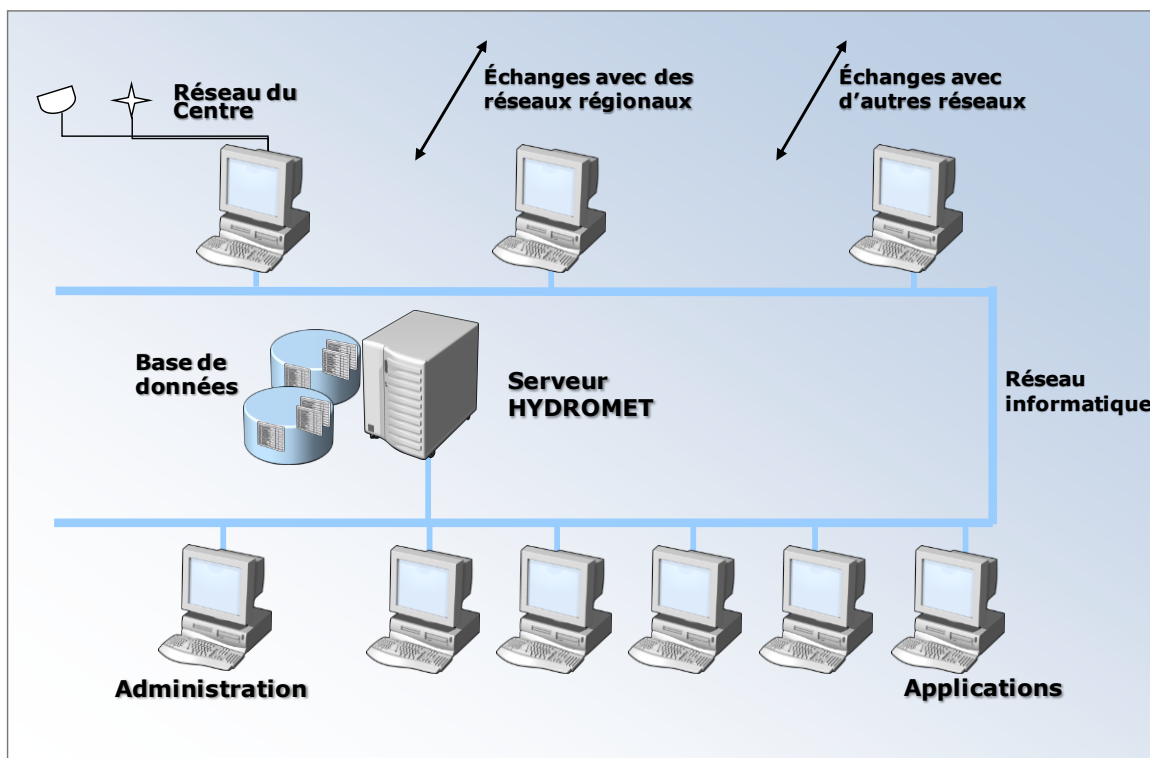 Réseau du
Centre
Échanges avec des
réseaux régionaux
Échanges avec
d’autres réseaux
Base de
données
Serveur
HYDROMET
Réseau
informatique
Administration
Applications